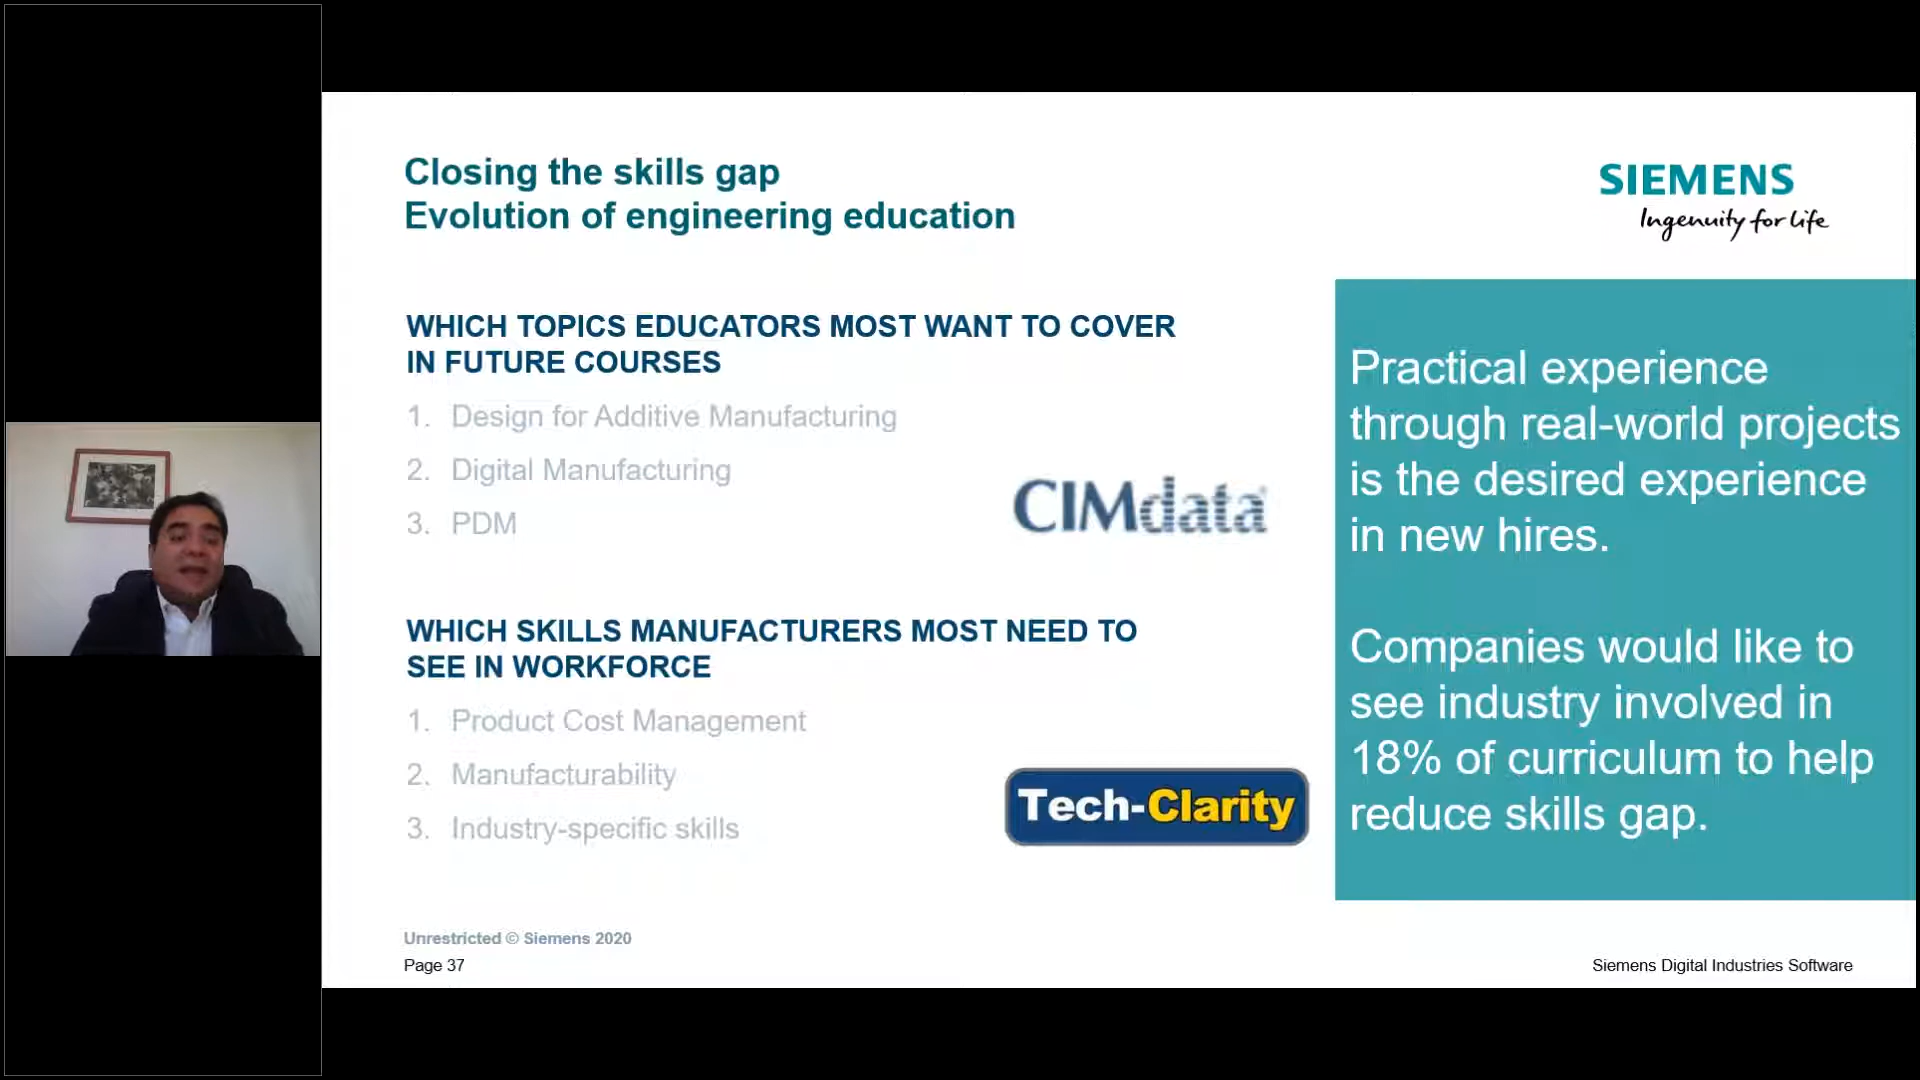 Closing the skills gap
Evolution of engineering education
SIEMENS
Ingenuity for life
WHICH TOPICS EDUCATORS MOST WANT TO COVER
IN FUTURE COURSES
1. Design for Additive Manufacturing
2. Digital Manufacturing
3. PDM
CIMdata
WHICH SKILLS MANUFACTURERS MOST NEED TO
SEE IN WORKFORCE
1. Product Cost Management
2. Manufacturability
3. Industry-specific skills
Tech-Clarity
Practical experience
through real-world projects
is the desired experience
in new hires.
Companies would like to
see industry involved in
18% of curriculum to help
reduce skills gap.
Unrestricted © Siemens 2020
Page 37
Siemens Digital Industries Software